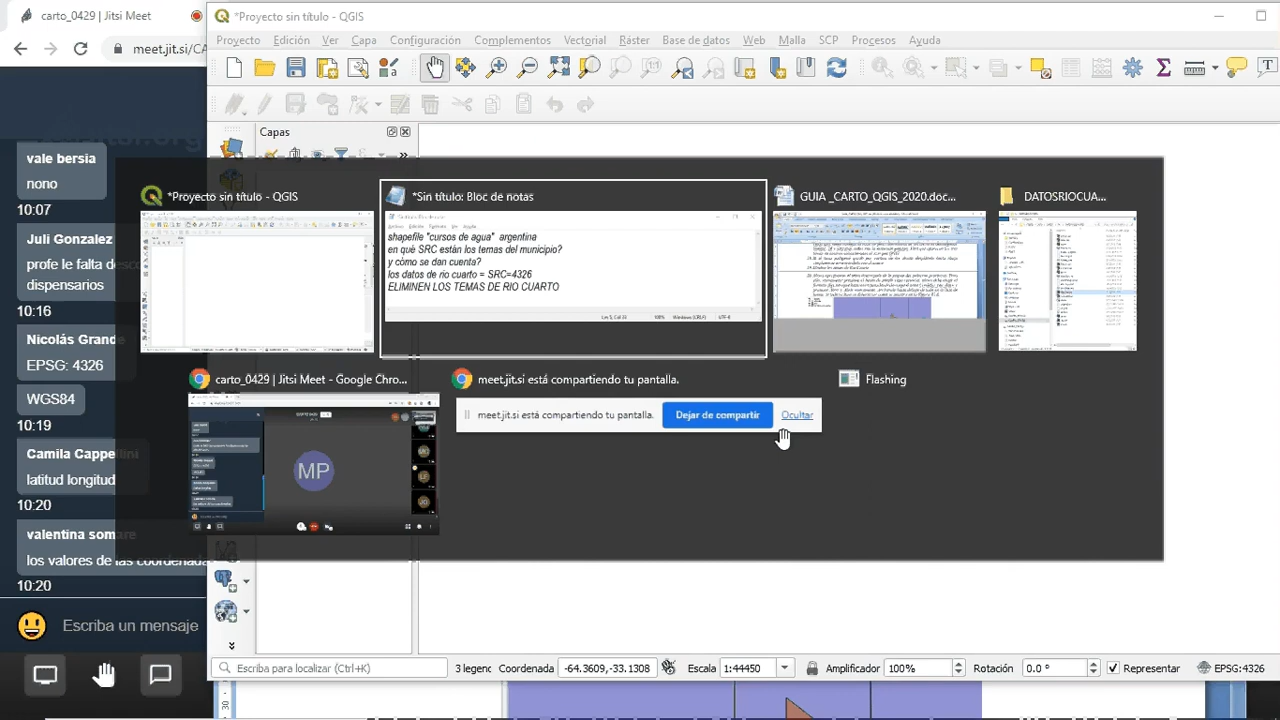 carto_0429 | Jitsi Meet
*Proyecto sin título - QGIS
meet.jit.si/CA
Proyecto Edición Ver Capa Configuración Complementos Vectorial Ráster Base de datos Web Malla SCP Procesos Ayuda
Capas
vale bersia
nono
10:07
Juli Gonzalez
profe le falta desc
dispensarios
10:16
Nicolás Grande
EPSG: 4326
WGS84
10:19
Camila Cappellini
latitud longitud
10:20
valentina somare
los valores de las coordenada
10:20
Escriba un mensaje
*Proyecto sin título - QGIS
*Sin título: Bloc de notas
shapefile "cursos de agua" argentina
en qué SRC están los temas del municipio?
y cómo se dan cuenta?
los datos de rio cuarto = SRC=4326
ELIMINEN LOS TEMAS DE RIO CUARTO
GUIA _CARTO_QGIS_2020.doc...
DATOSRIOCUA...
carto_0429 | Jitsi Meet - Google Chro...
MP
meet.jit.si está compartiendo tu pantalla.
meet.jit.si está compartiendo tu pantalla. Dejar de compartir Ocultar
Flashing
Escriba para localizar (Ctrl+K) 3 legenc Coordenada -64.3609,-33.1308 Escala 1:44450 Amplificador 100% Rotación 0.0 ° Representar EPSG:4326